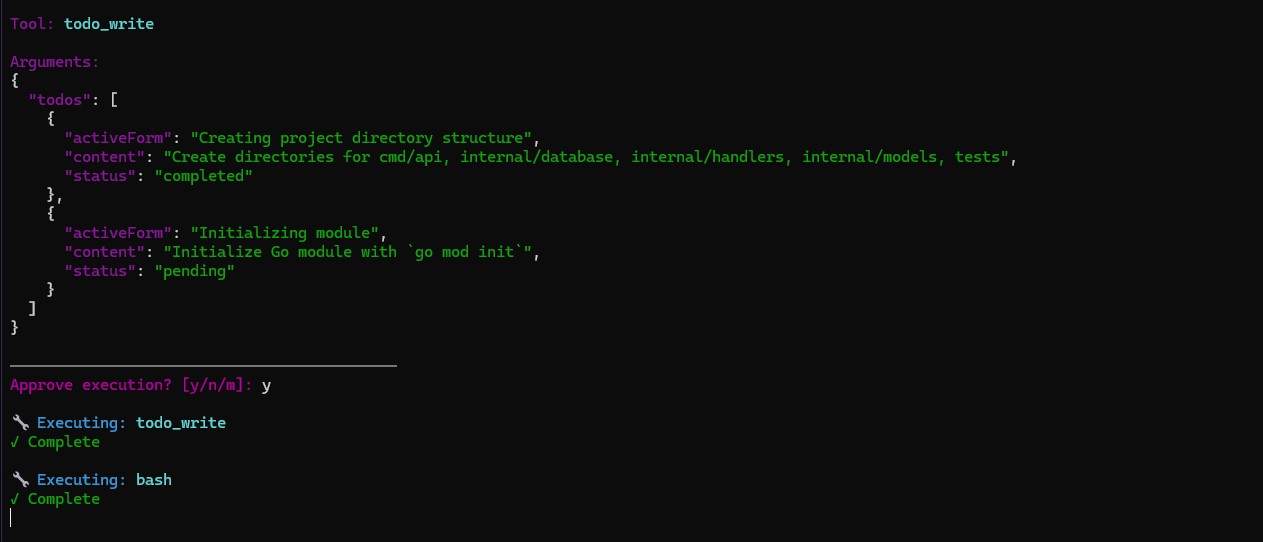 Tool: todo_write
Arguments:
{
  "todos": [
    {
      "activeForm": "Creating project directory structure",
      "content": "Create directories for cmd/api, internal/database, internal/handlers, internal/models, tests",
      "status": "completed"
    },
    {
      "activeForm": "Initializing module",
      "content": "Initialize Go module with `go mod init`",
      "status": "pending"
    }
  ]
}
Approve execution? [y/n/m]: y
🔧 Executing: todo_write
✓ Complete
🔧 Executing: bash
✓ Complete